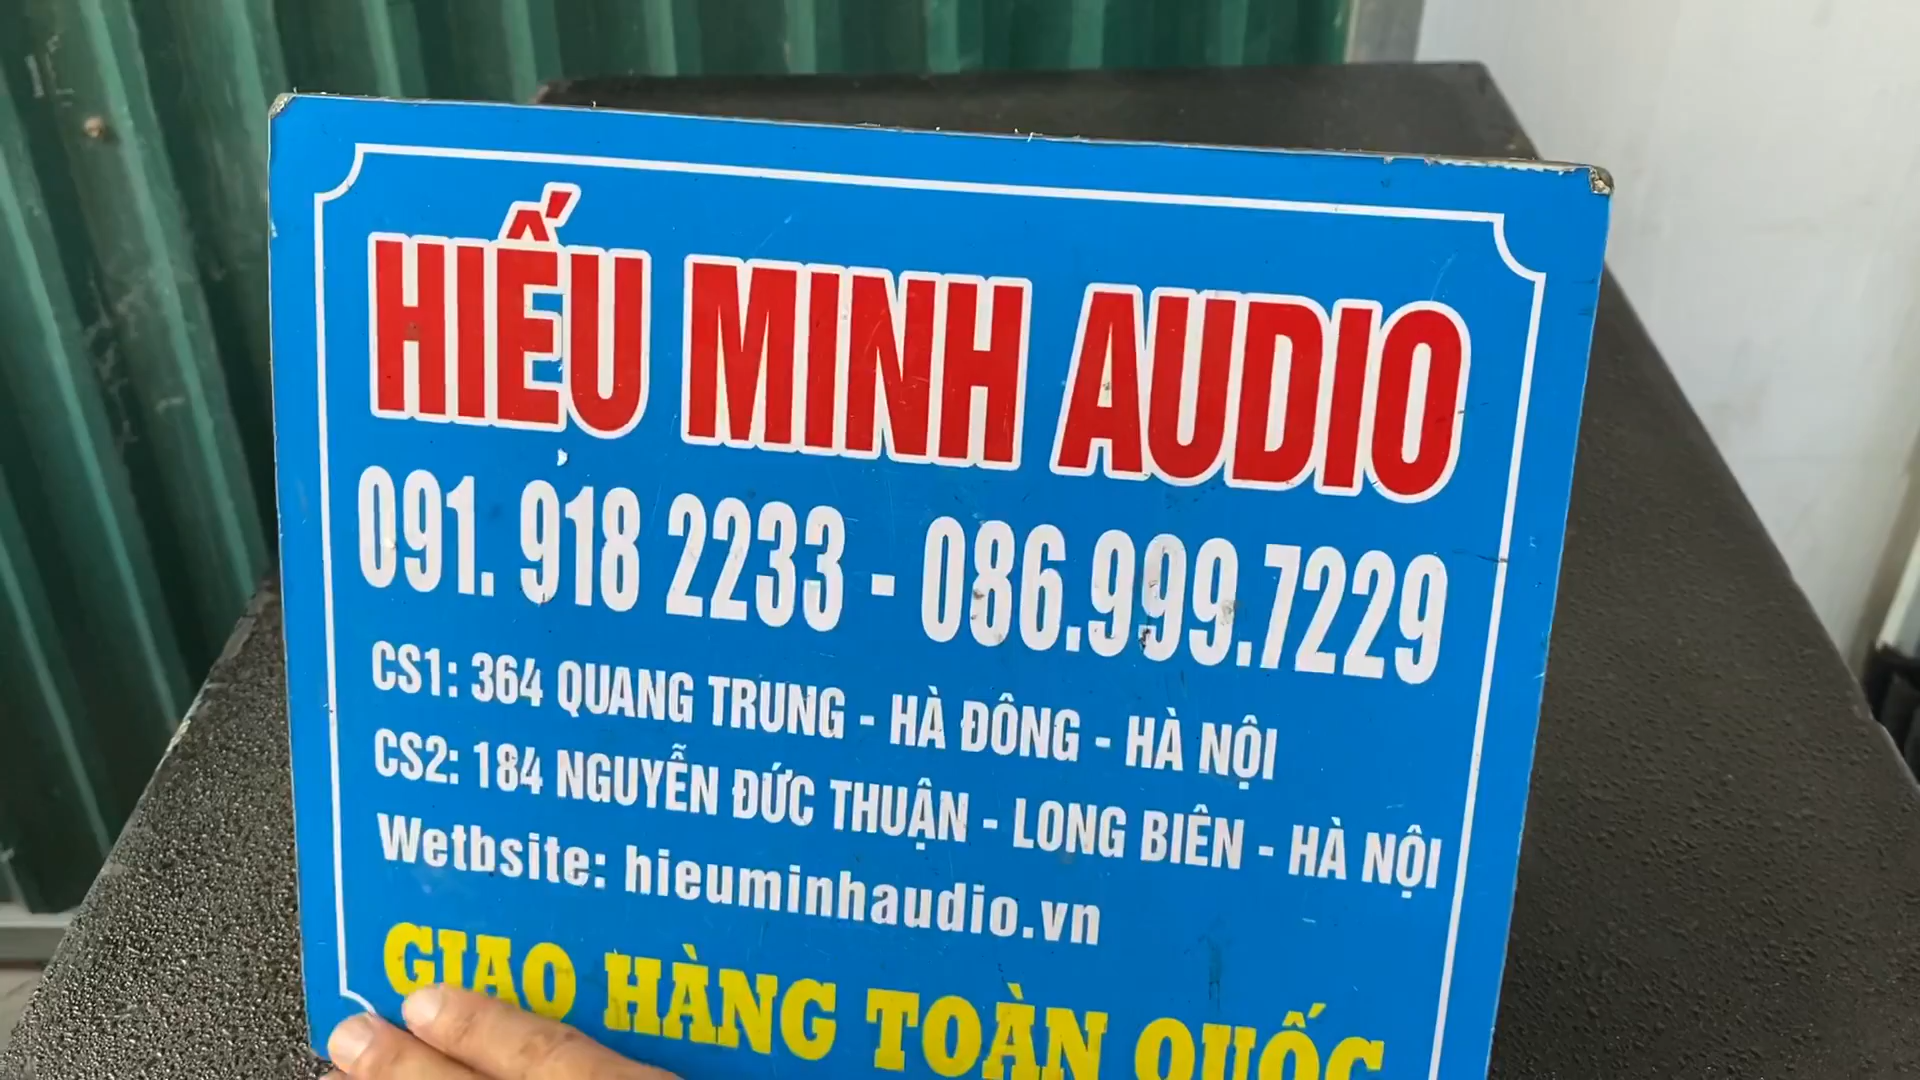 HIẾU MINH AUDIO
091. 918 2233 - 086.999.7229
CS1: 364 QUANG TRUNG - HÀ ĐÔNG - HÀ NỘI
CS2: 184 NGUYỄN ĐỨC THUẬN - LONG BIÊN - HÀ NỘI
Wetbsite: hieuminhaudio.vn
GIAO HÀNG TOÀN QUỐC